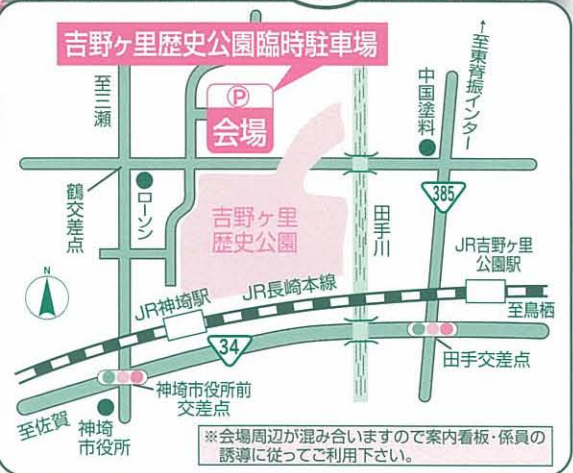 吉野ヶ里歴史公園臨時駐車場
P
会場
至三瀬
鶴交差点
ローソン
吉野ヶ里
歴史公園
田手川
中国塗料
↑至東脊振インター
385
JR吉野ヶ里
公園駅
至鳥栖
N
JR神埼駅
JR長崎本線
34
田手交差点
神埼市役所前
交差点
至佐賀
神埼
市役所
※会場周辺が混み合いますので案内看板・係員の
誘導に従ってご利用下さい。